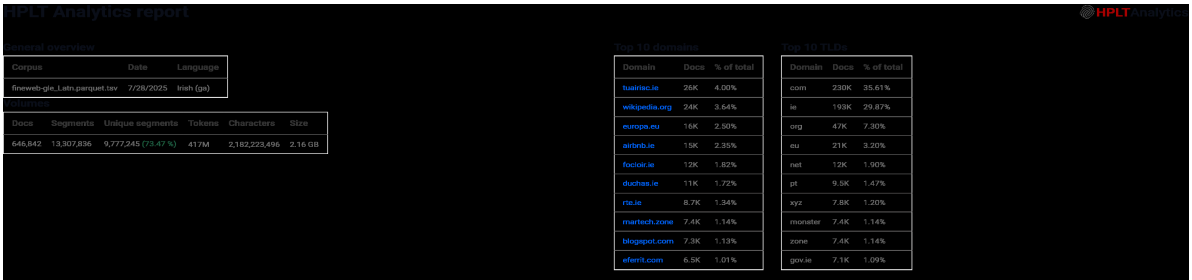 HPLT Analytics report
HPLTAnalytics
General overview
Corpus Date Language
fineweb-gle_Latn.parquet.tsv 7/28/2025 Irish (ga)
Volumes
Docs Segments Unique segments Tokens Characters Size
646,842 13,307,836 9,777,245 (73.47 %) 417M 2,182,223,496 2.16 GB
Top 10 domains
Domain Docs % of total
tuairisc.ie 26K 4.00%
wikipedia.org 24K 3.64%
europa.eu 16K 2.50%
airbnb.ie 15K 2.35%
focloir.ie 12K 1.82%
duchas.ie 11K 1.72%
rte.ie 8.7K 1.34%
martech.zone 7.4K 1.14%
blogspot.com 7.3K 1.13%
eferrit.com 6.5K 1.01%
Top 10 TLDs
Domain Docs % of total
com 230K 35.61%
ie 193K 29.87%
org 47K 7.30%
eu 21K 3.20%
net 12K 1.90%
pt 9.5K 1.47%
xyz 7.8K 1.20%
monster 7.4K 1.14%
zone 7.4K 1.14%
gov.ie 7.1K 1.09%